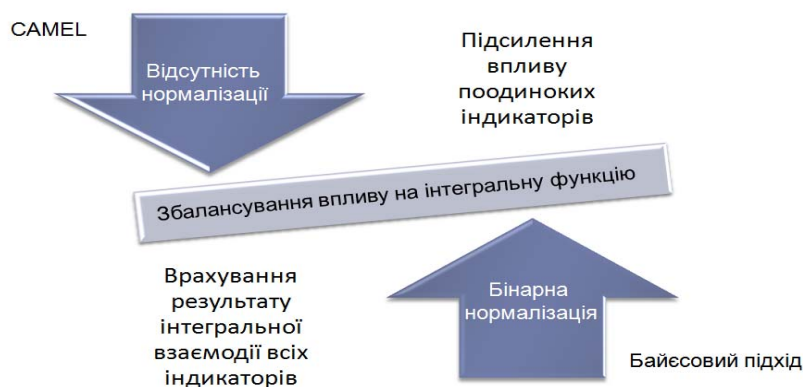 CAMEL
Відсутність
нормалізації
Підсилення
впливу
поодиноких
індикаторів
Збалансування впливу на інтегральну функцію
Врахування
результату
інтегральної
взаємодії всіх
індикаторів
Бінарна
нормалізація
Байєсовий підхід